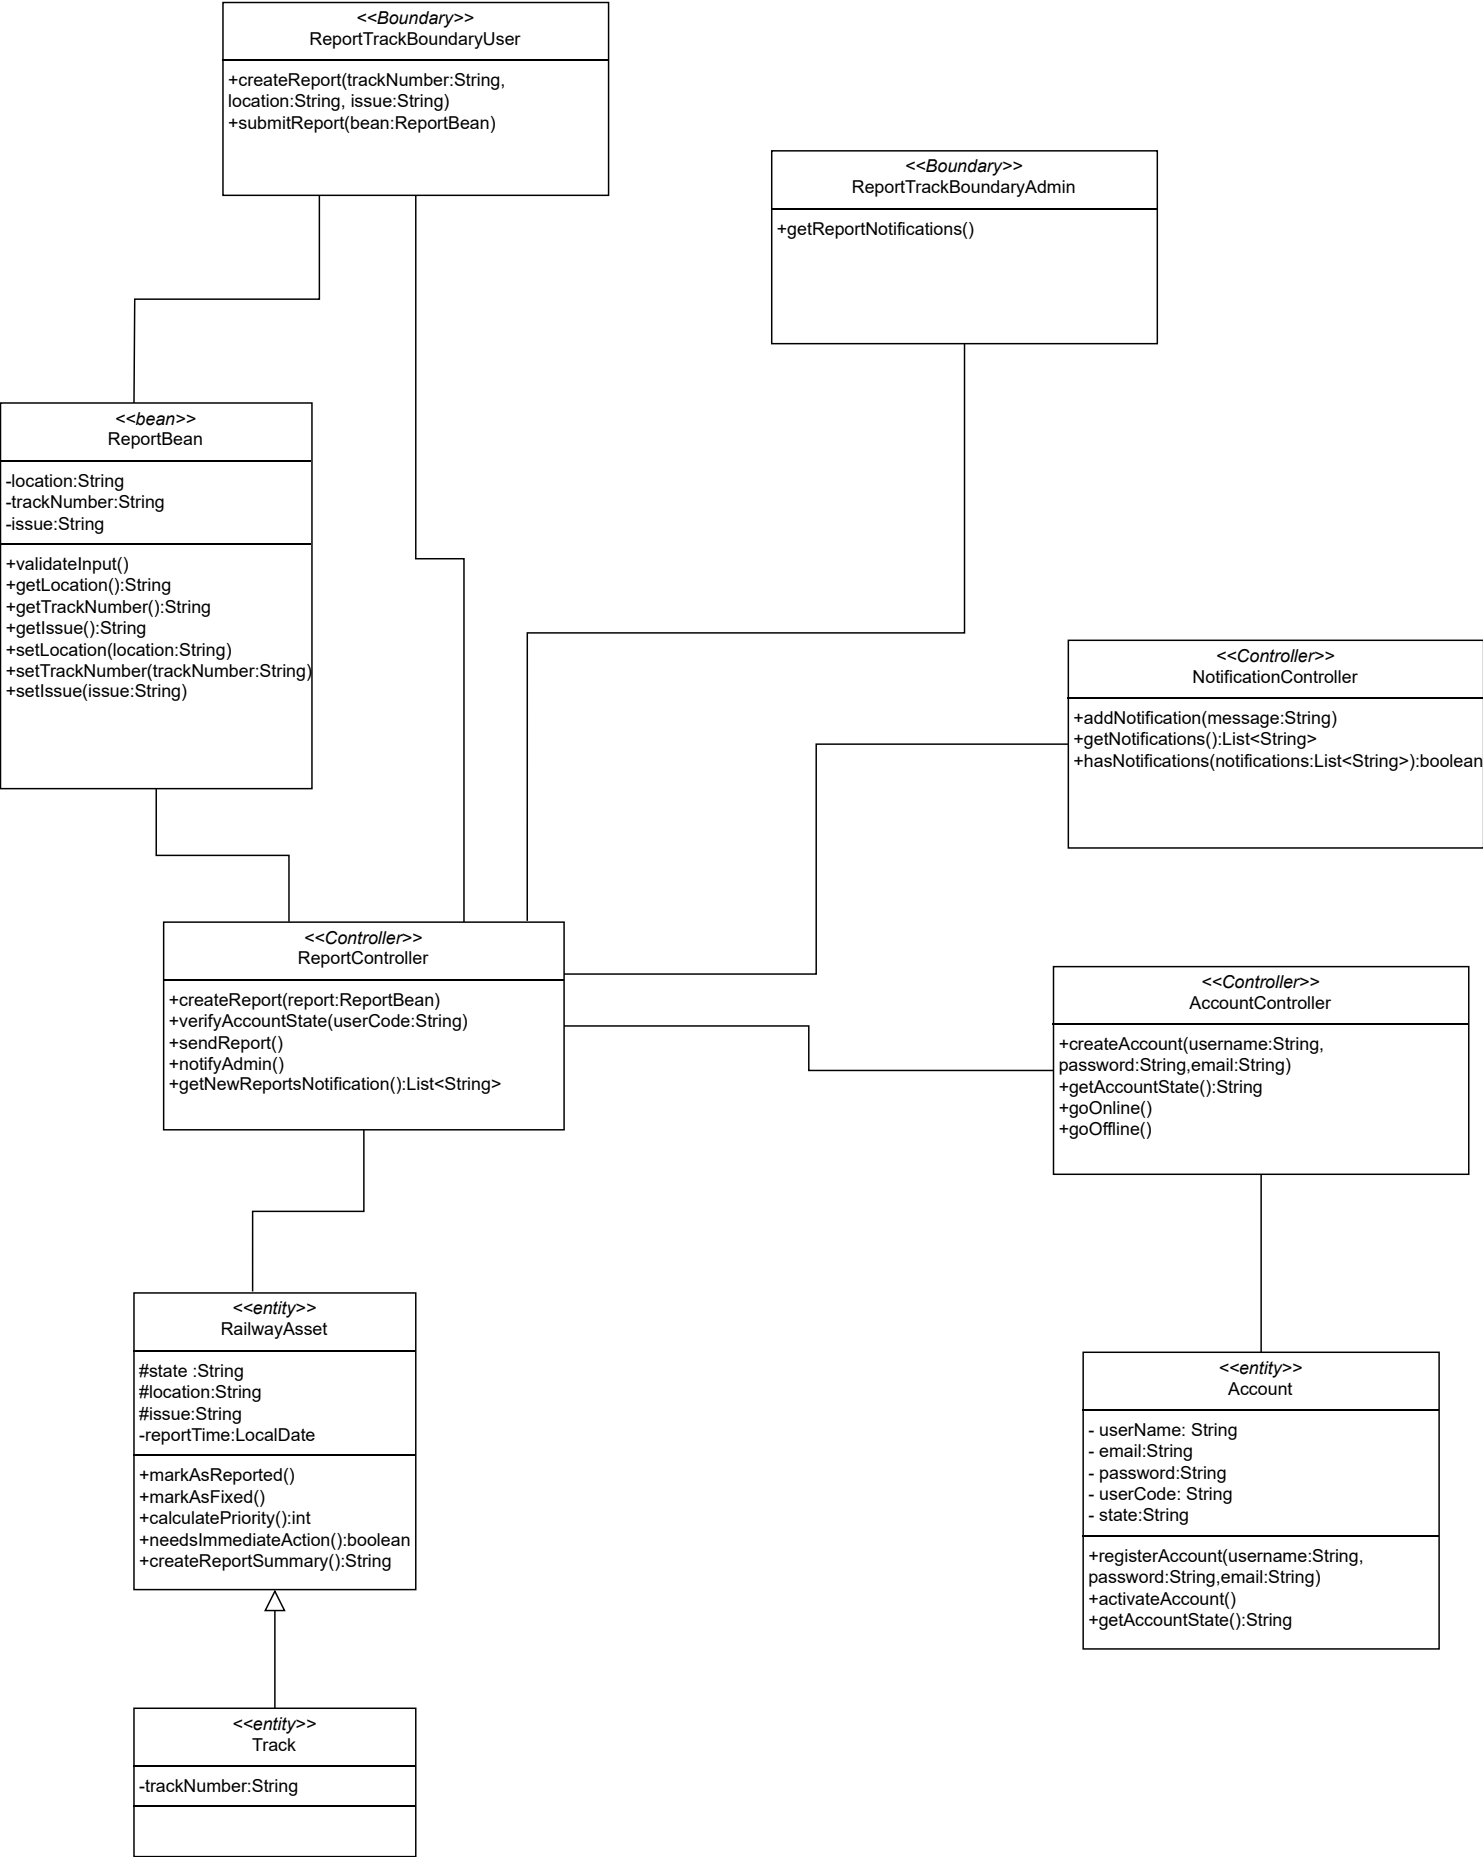 <<Boundary>>
ReportTrackBoundaryUser
+createReport(trackNumber:String,
location:String, issue:String)
+submitReport(bean:ReportBean)
<<Boundary>>
ReportTrackBoundaryAdmin
+getReportNotifications()
<<bean>>
ReportBean
-location:String
-trackNumber:String
-issue:String
+validateInput()
+getLocation():String
+getTrackNumber():String
+getIssue():String
+setLocation(location:String)
+setTrackNumber(trackNumber:String)
+setIssue(issue:String)
<<Controller>>
NotificationController
+addNotification(message:String)
+getNotifications():List<String>
+hasNotifications(notifications:List<String>):boolean
<<Controller>>
ReportController
+createReport(report:ReportBean)
+verifyAccountState(userCode:String)
+sendReport()
+notifyAdmin()
+getNewReportsNotification():List<String>
<<Controller>>
AccountController
+createAccount(username:String,
password:String,email:String)
+getAccountState():String
+goOnline()
+goOffline()
<<entity>>
RailwayAsset
#state :String
#location:String
#issue:String
-reportTime:LocalDate
+markAsReported()
+markAsFixed()
+calculatePriority():int
+needsImmediateAction():boolean
+createReportSummary():String
<<entity>>
Account
- userName: String
- email:String
- password:String
- userCode: String
- state:String
+registerAccount(username:String,
password:String,email:String)
+activateAccount()
+getAccountState():String
<<entity>>
Track
-trackNumber:String